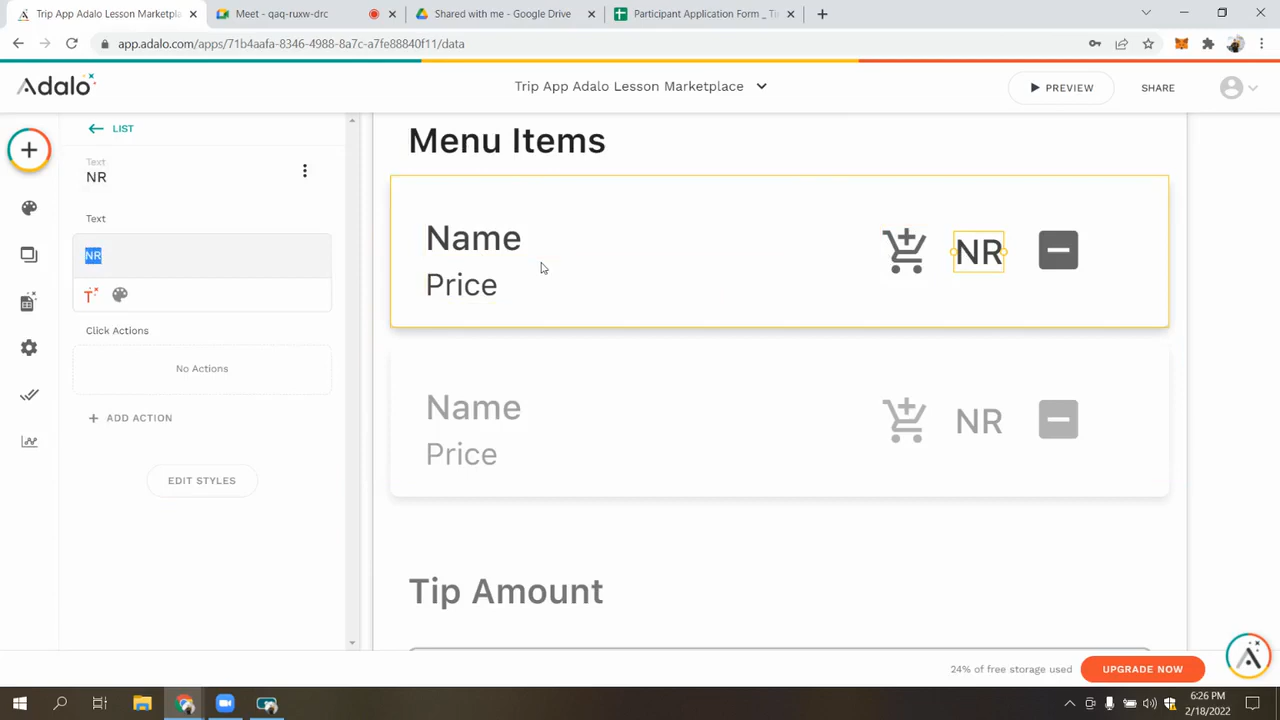 Trip App Adalo Lesson Marketpla
Meet - qaq-ruxw-drc
Shared with me - Google Drive
Participant Application Form _ Tir
app.adalo.com/apps/71b4aafa-8346-4988-8a7c-a7fe88840f11/data
Adalo
Trip App Adalo Lesson Marketplace
PREVIEW
SHARE
LIST
Text
NR
Text
NR
Click Actions
No Actions
ADD ACTION
EDIT STYLES
Menu Items
Name
Price
NR
Name
Price
NR
Tip Amount
24% of free storage used
UPGRADE NOW
6:26 PM
2/18/2022